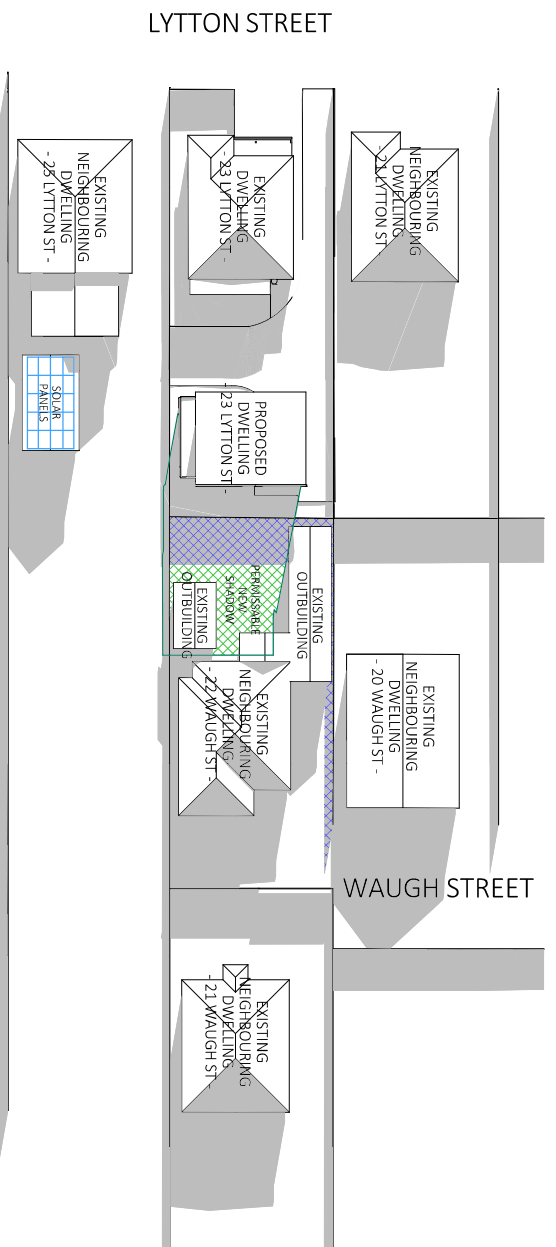 LYTTON STREET
EXISTING
NEIGHBOURING
DWELLING
- 25 LYTTON ST -
EXISTING
DWELLING
- 23 LYTTON ST -
EXISTING
NEIGHBOURING
DWELLING
- 21 LYTTON ST -
SOLAR
PANELS
PROPOSED
DWELLING
- 23 LYTTON ST -
PERMISSABLE
NEW
SHADOW
EXISTING
OUTBUILDING
EXISTING
OUTBUILDING
EXISTING
NEIGHBOURING
DWELLING
- 22 WAUGH ST -
EXISTING
NEIGHBOURING
DWELLING
- 20 WAUGH ST -
WAUGH STREET
EXISTING
NEIGHBOURING
DWELLING
- 21 WAUGH ST -